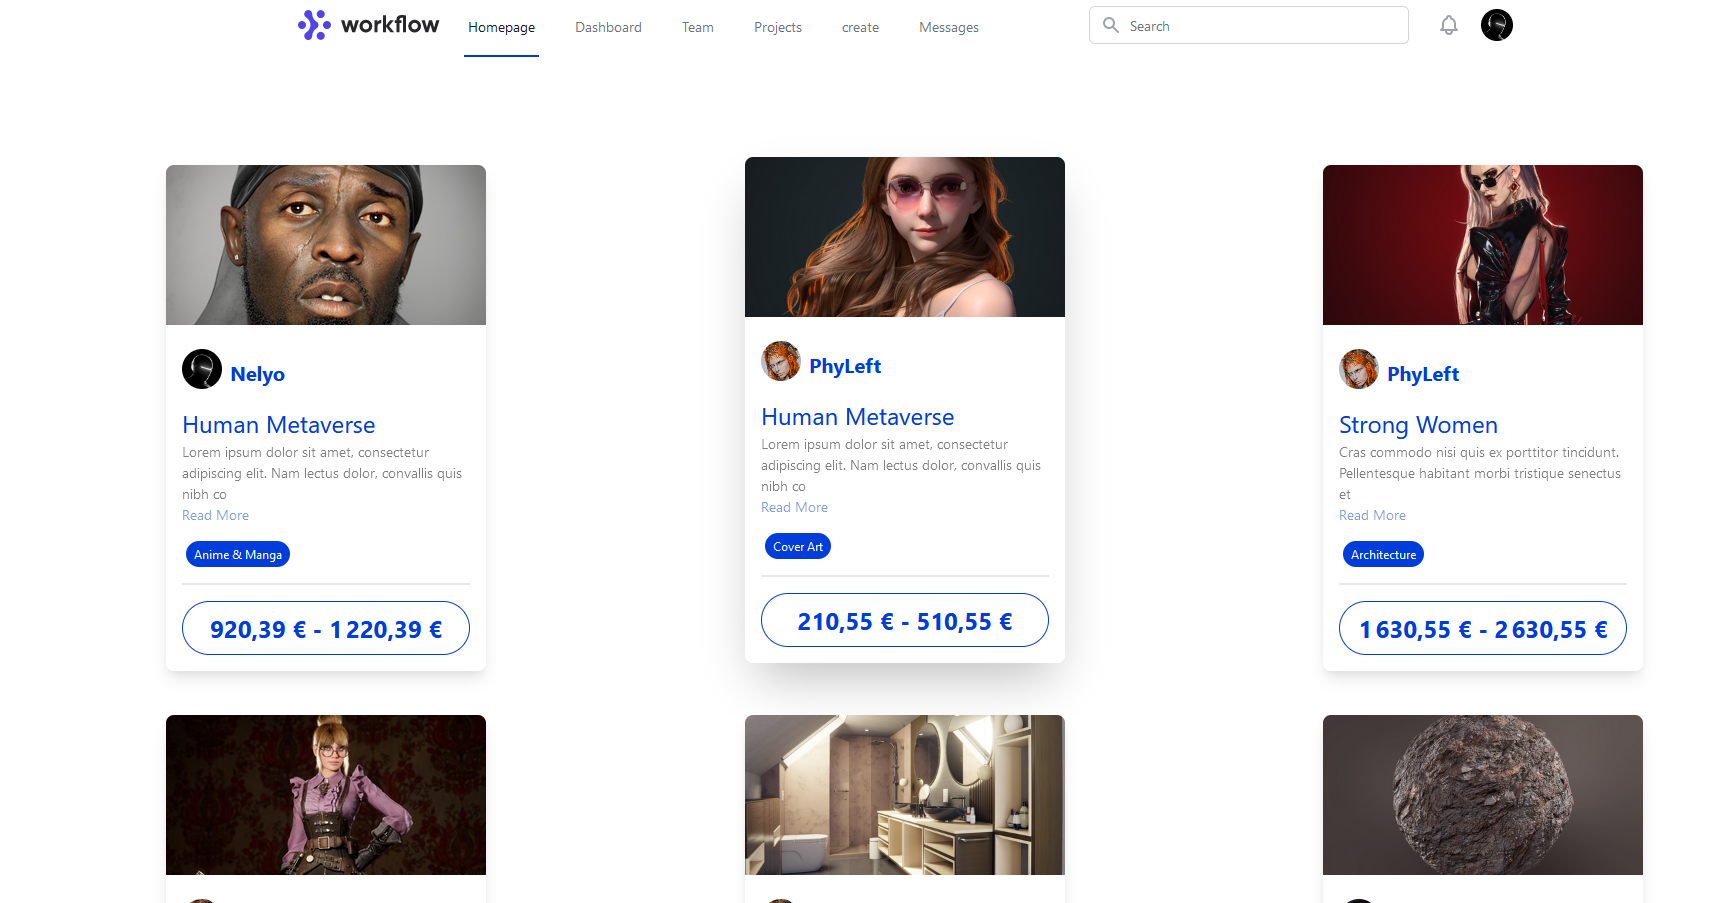 workflow Homepage Dashboard Team Projects create Messages Search
Nelyo
Human Metaverse
Lorem ipsum dolor sit amet, consectetur
adipiscing elit. Nam lectus dolor, convallis quis
nibh co
Read More
Anime & Manga
920,39 € - 1 220,39 €
PhyLeft
Human Metaverse
Lorem ipsum dolor sit amet, consectetur
adipiscing elit. Nam lectus dolor, convallis quis
nibh co
Read More
Cover Art
210,55 € - 510,55 €
PhyLeft
Strong Women
Cras commodo nisi quis ex porttitor tincidunt.
Pellentesque habitant morbi tristique senectus
et
Read More
Architecture
1 630,55 € - 2 630,55 €